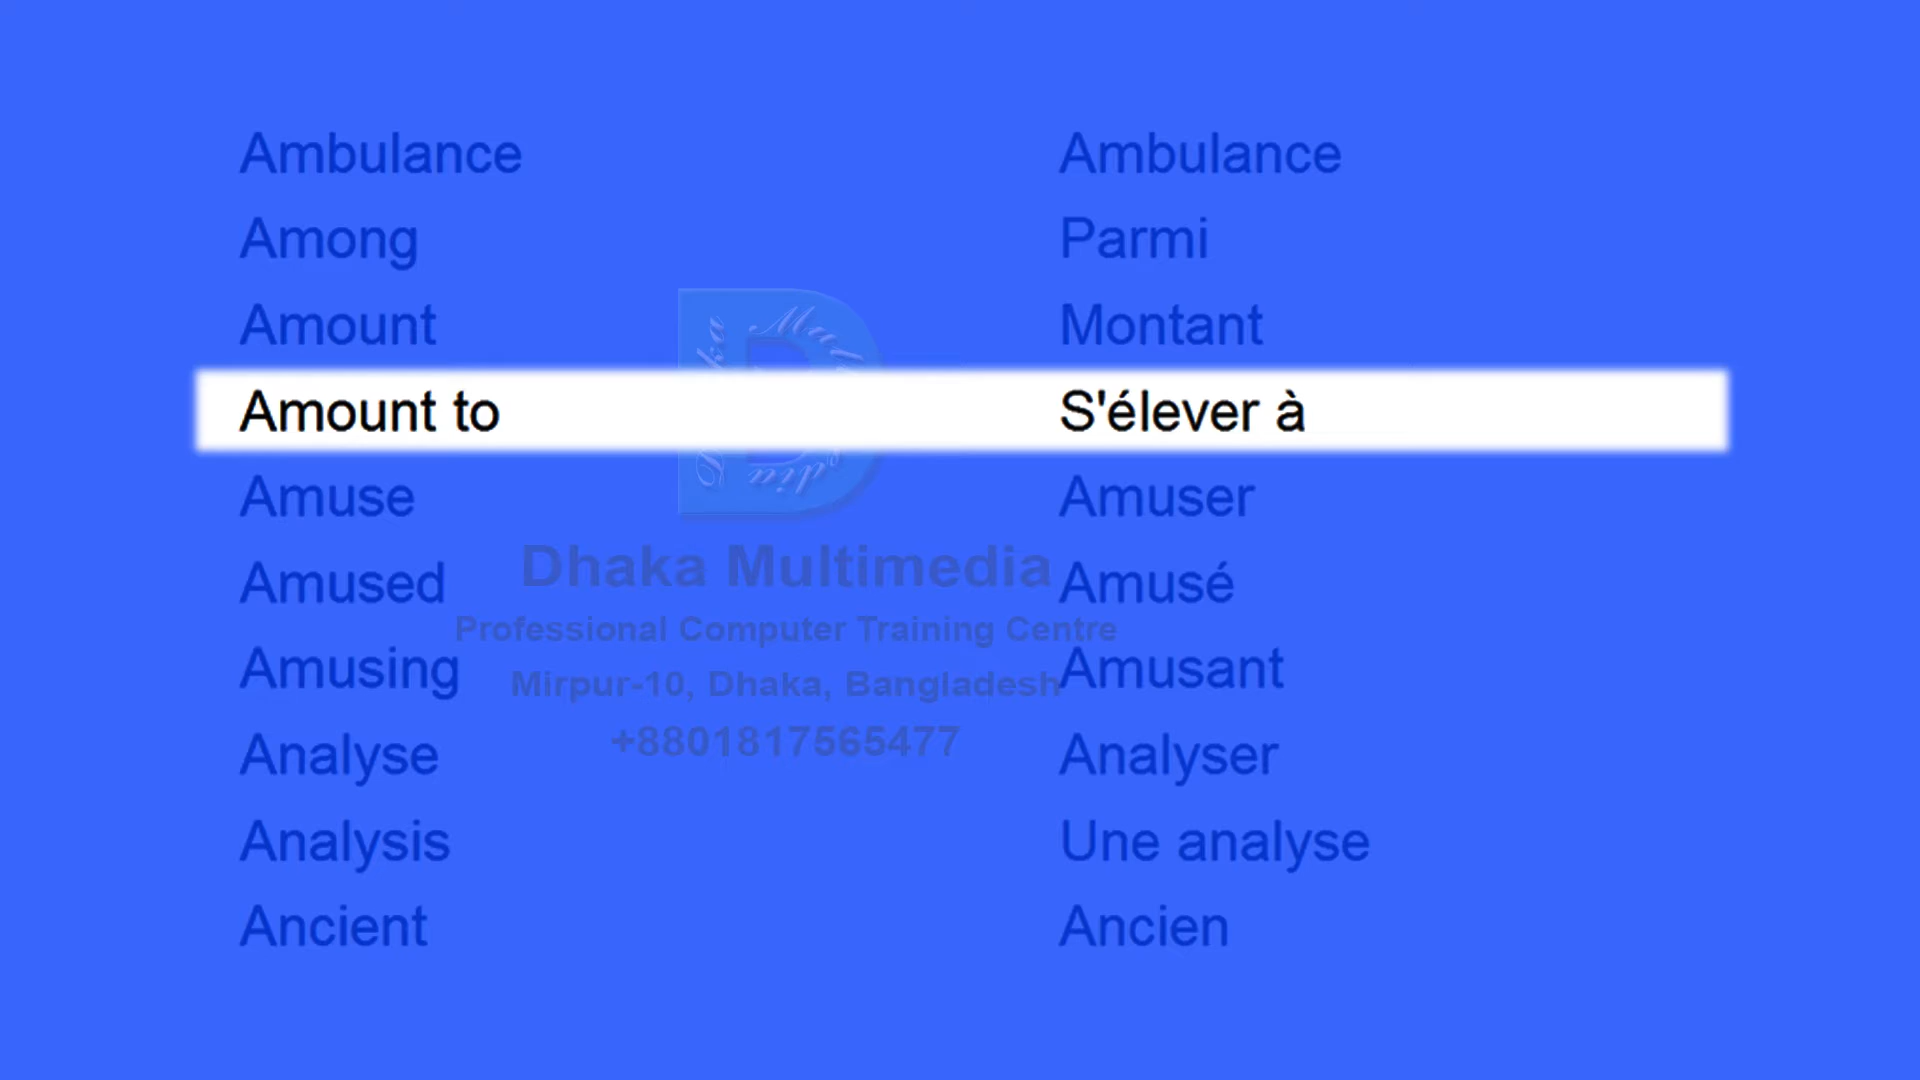 Ambulance Ambulance
Among Parmi
Amount Montant
Amount to S'élever à
Amuse Amuser
Amused Amusé
Amusing Amusant
Analyse Analyser
Analysis Une analyse
Ancient Ancien
Dhaka Multimedia
Professional Computer Training Centre
Mirpur-10, Dhaka, Bangladesh
+8801817565477